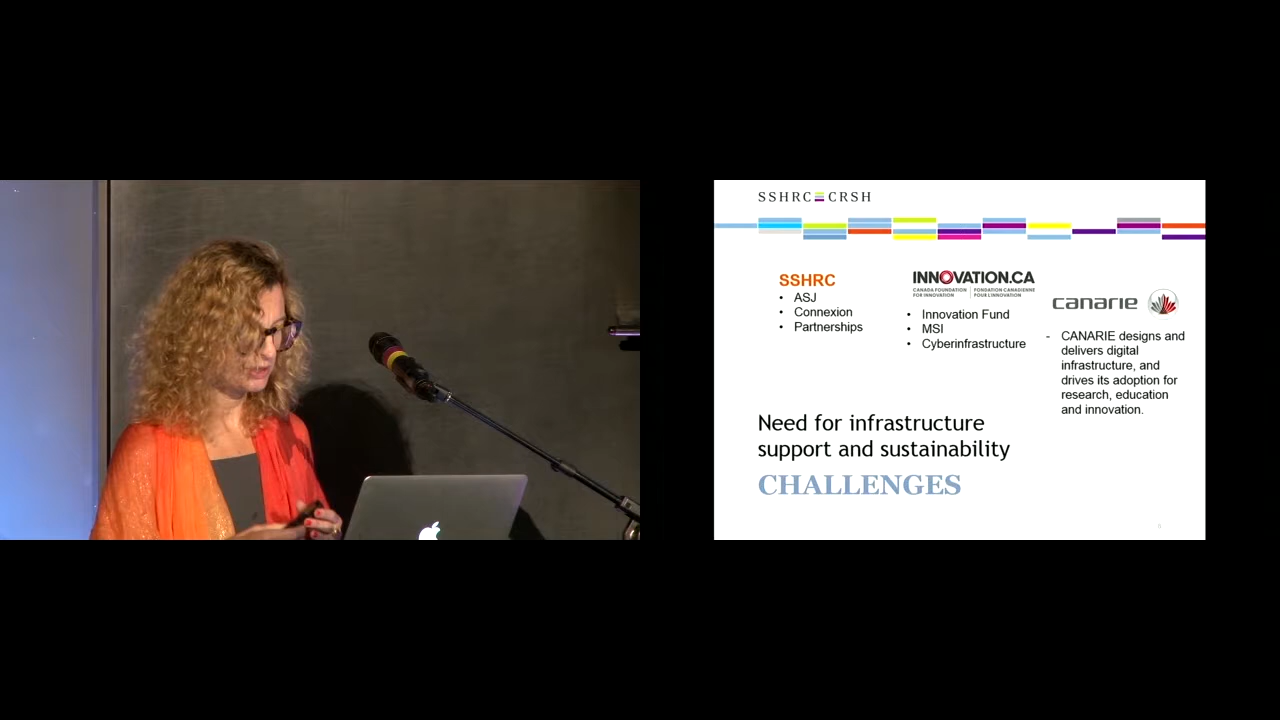 SSHRC CRSH
SSHRC
• ASJ
• Connexion
• Partnerships
INNOVATION.CA
CANADA FOUNDATION FOR INNOVATION | FONDATION CANADIENNE POUR L'INNOVATION
• Innovation Fund
• MSI
• Cyberinfrastructure
canarie
- CANARIE designs and
delivers digital
infrastructure, and
drives its adoption for
research, education
and innovation.
Need for infrastructure
support and sustainability
CHALLENGES